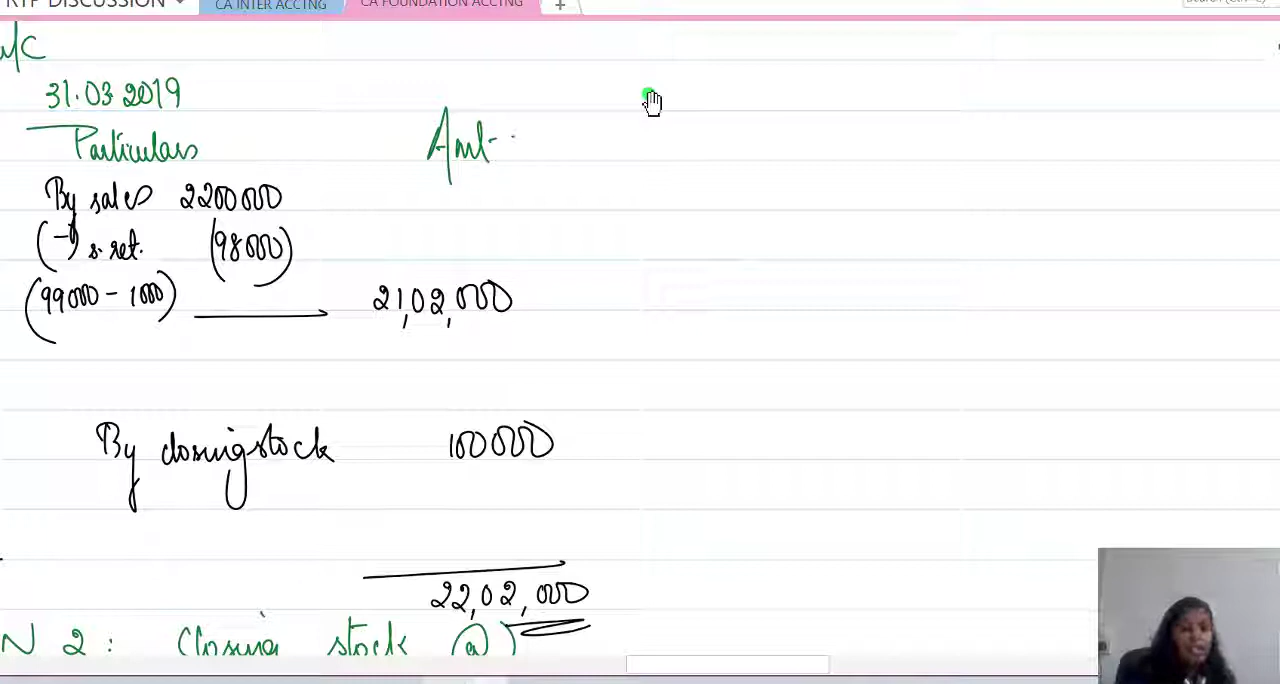 RTP DISCUSSION
CA INTER ACCTNG
CA FOUNDATION ACCTNG
A/C
31.03 2019
Particulars Amt
By sales 2200000
(-) s. ret. (98000)
(99000 - 1000) 21,02,000
By closing stock 100000
22,02,000
N 2: Closing stock @